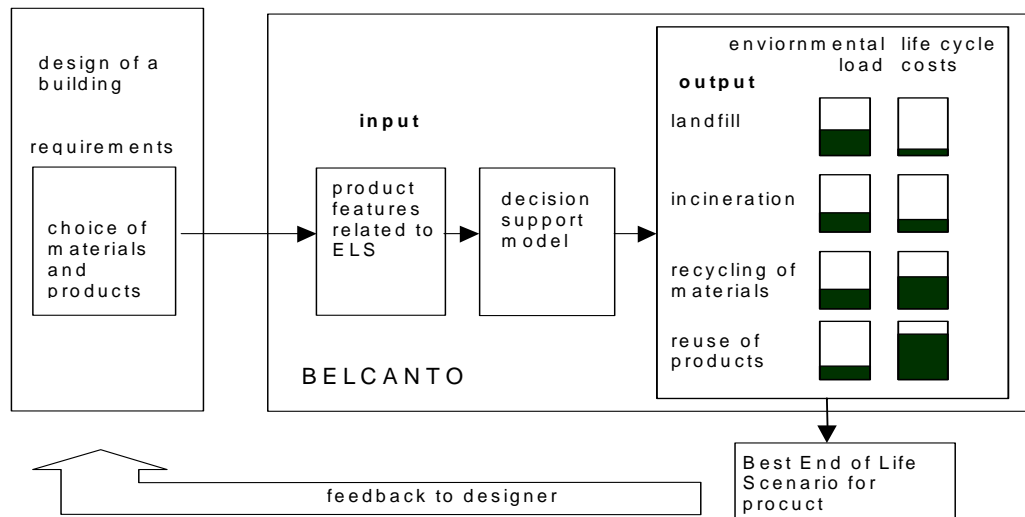 design of a
building
requirements
choice of
materials
and
products
input
product
features
related to
ELS
decision
support
model
BELCANTO
enviornmental
load
life cycle
costs
output
landfill
incineration
recycling of
materials
reuse of
products
Best End of Life
Scenario for
procuct
feedback to designer